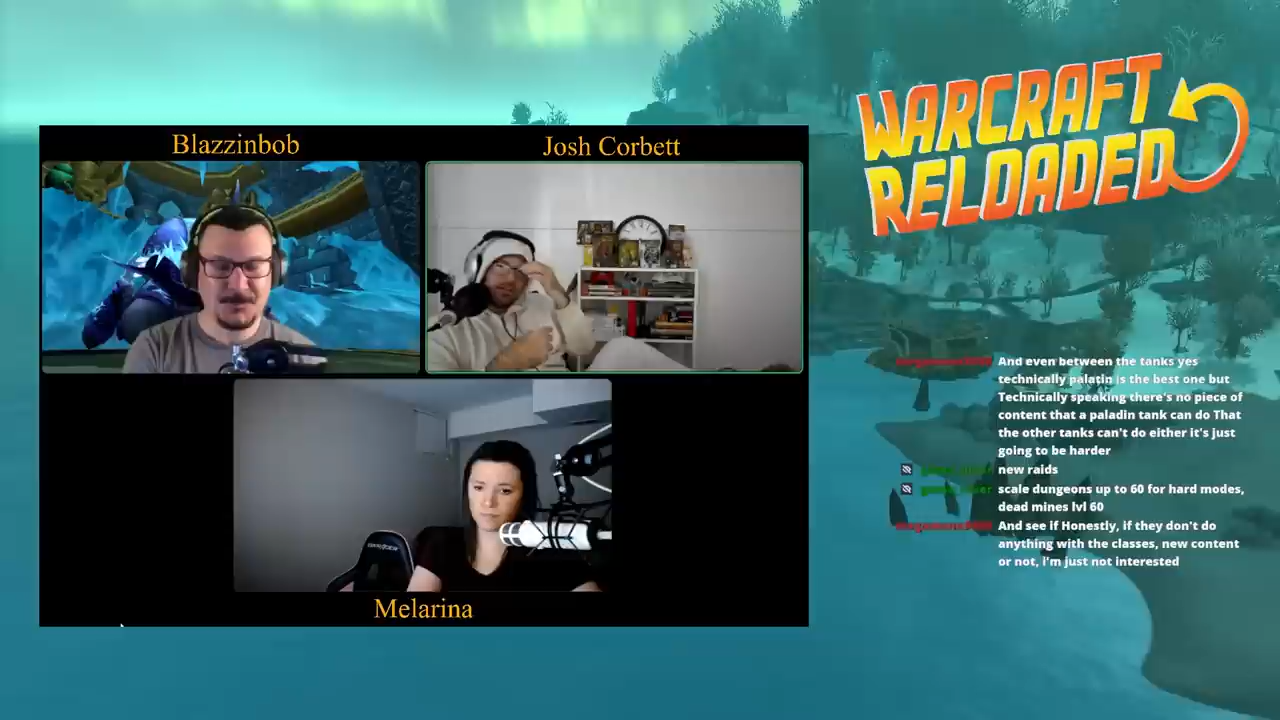 WARCRAFT
RELOADED
Blazzinbob
Josh Corbett
Melarina
And even between the tanks yes
technically palatin is the best one but
Technically speaking there's no piece of
content that a paladin tank can do That
the other tanks can't do either it's just
going to be harder
new raids
scale dungeons up to 60 for hard modes,
dead mines lvl 60
And see if Honestly, if they don't do
anything with the classes, new content
or not, i'm just not interested